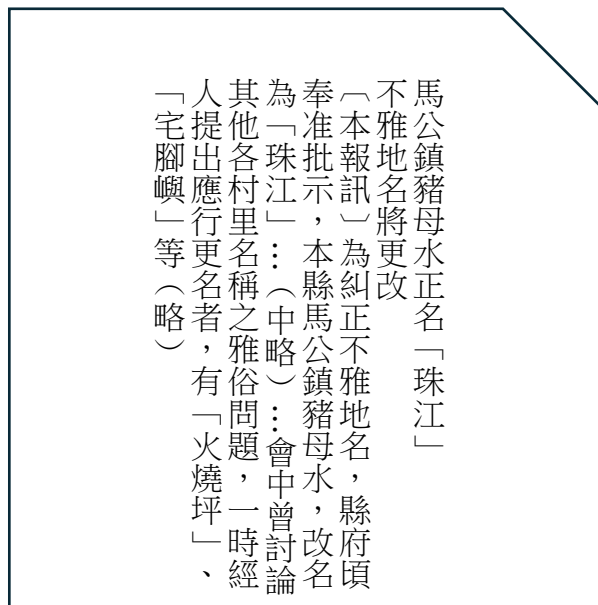 馬公鎮豬母水正名「珠江」
不雅地名將更改
〔本報訊〕為糾正不雅地名，縣府頃
奉准批示，本縣馬公鎮豬母水，改名
為「珠江」…（中略）…會中曾討論
其他各村里名稱之雅俗問題，一時經
人提出應行更名者，有「火燒坪」、
「宅腳嶼」等（略）